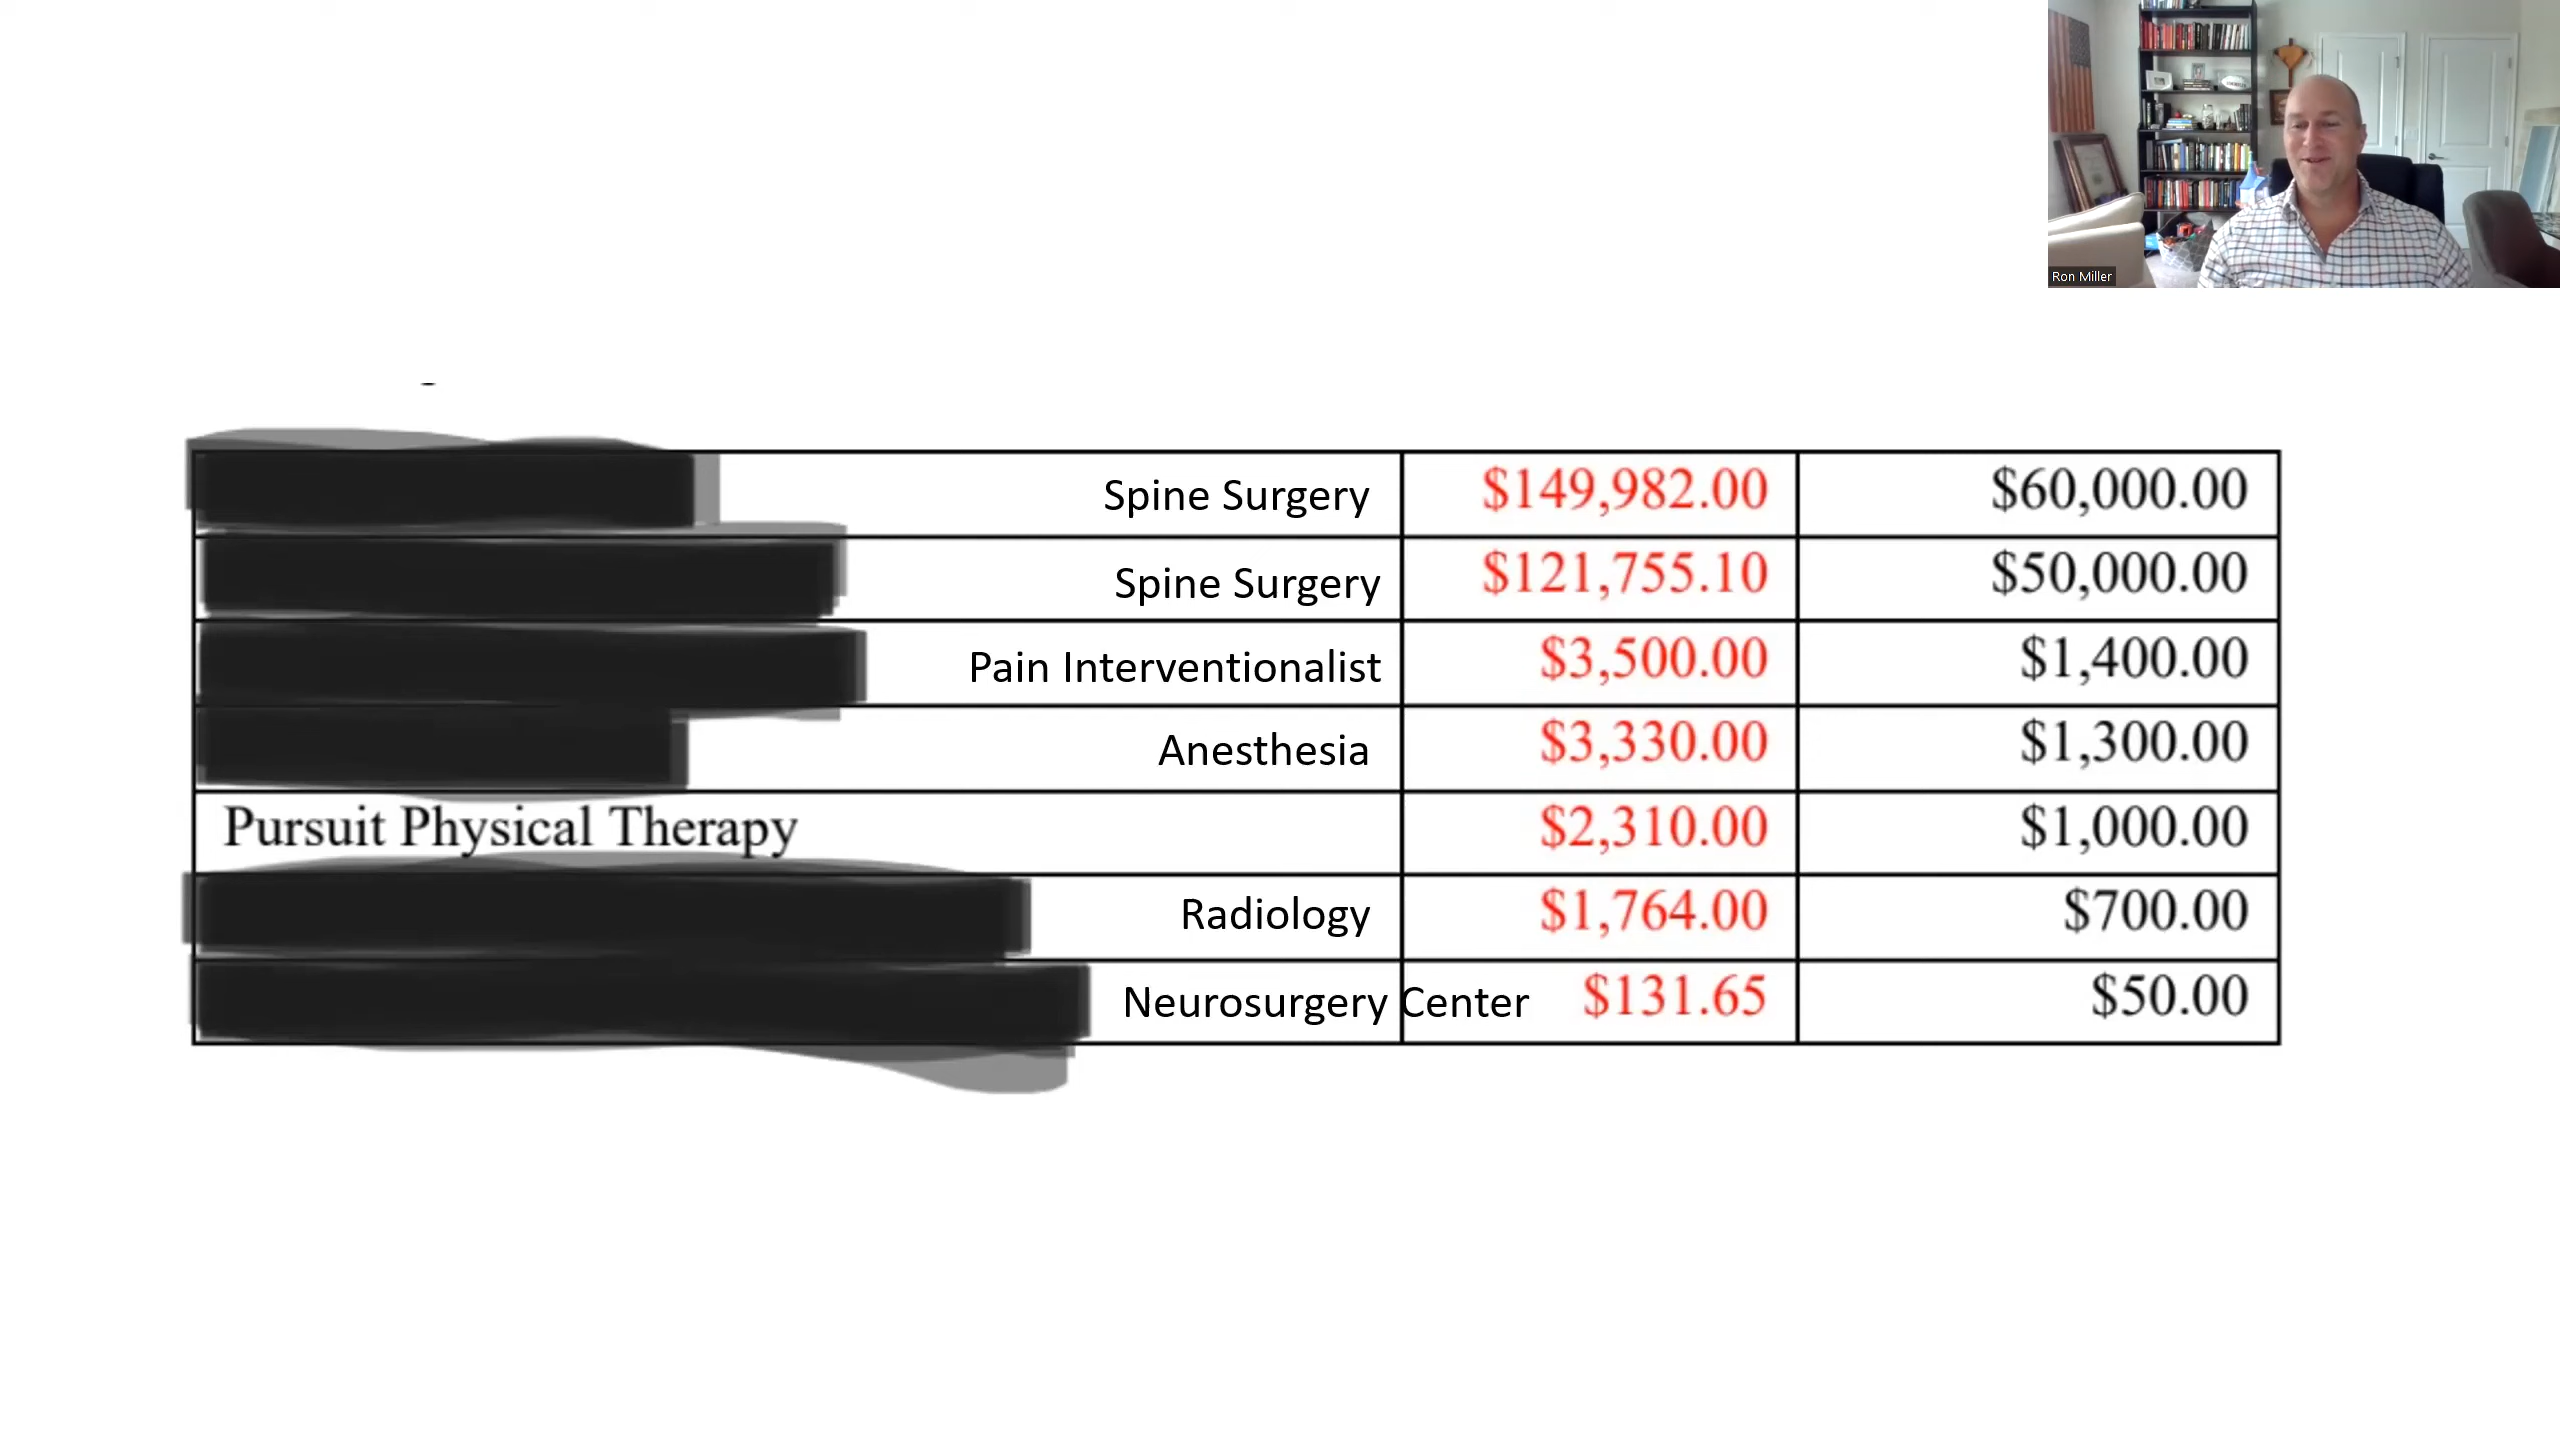 Ron Miller
Spine Surgery $149,982.00 $60,000.00
Spine Surgery $121,755.10 $50,000.00
Pain Interventionalist $3,500.00 $1,400.00
Anesthesia $3,330.00 $1,300.00
Pursuit Physical Therapy $2,310.00 $1,000.00
Radiology $1,764.00 $700.00
Neurosurgery Center $131.65 $50.00